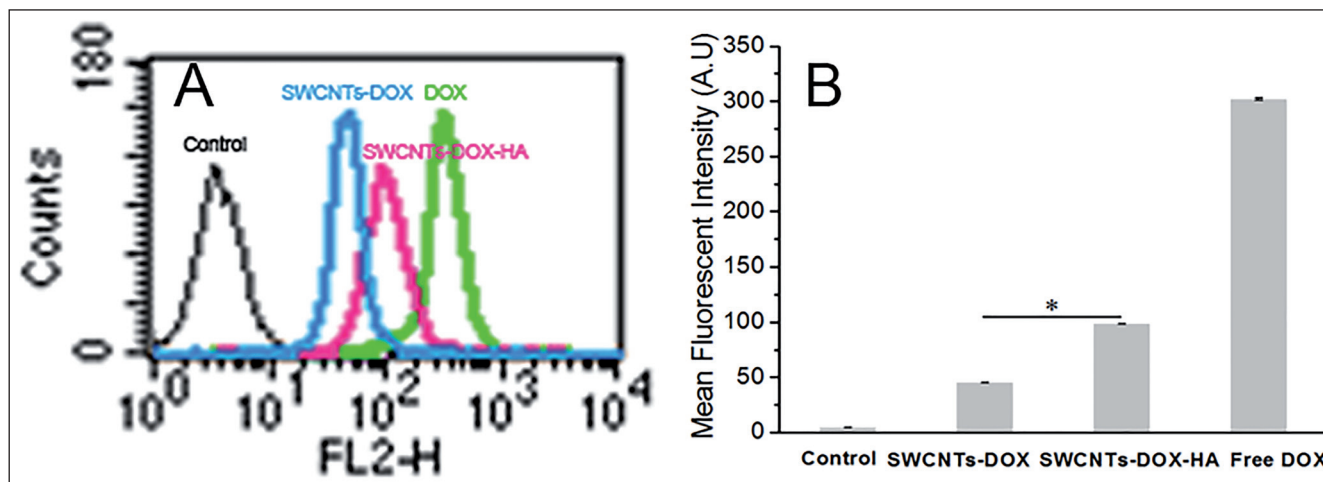 A
SWCNTs-DOX DOX
Control
SWCNTs-DOX-HA
180
0
Counts
10⁰ 10¹ 10² 10³ 10⁴
FL2-H
B
Mean Fluorescent Intensity (A.U)
350
300
250
200
150
100
50
0
*
Control SWCNTs-DOX SWCNTs-DOX-HA Free DOX